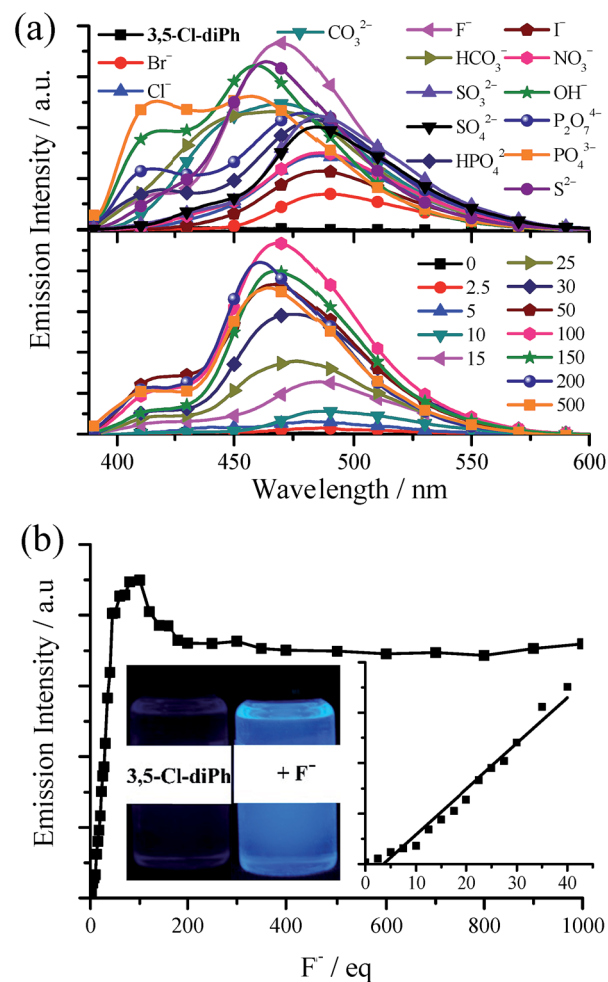 (a)
3,5-Cl-diPh
CO₃²⁻
F⁻
I⁻
Br⁻
HCO₃⁻
NO₃⁻
Cl⁻
SO₃²⁻
OH⁻
SO₄²⁻
P₂O₇⁴⁻
HPO₄²
PO₄³⁻
S²⁻
Emission Intensity / a.u.
0
25
2.5
30
5
50
10
100
15
150
200
500
400 450 500 550 600
Wavelength / nm
(b)
Emission Intensity / a.u
3,5-Cl-diPh
+ F⁻
0 10 20 30 40
0 200 400 600 800 1000
F⁻ / eq